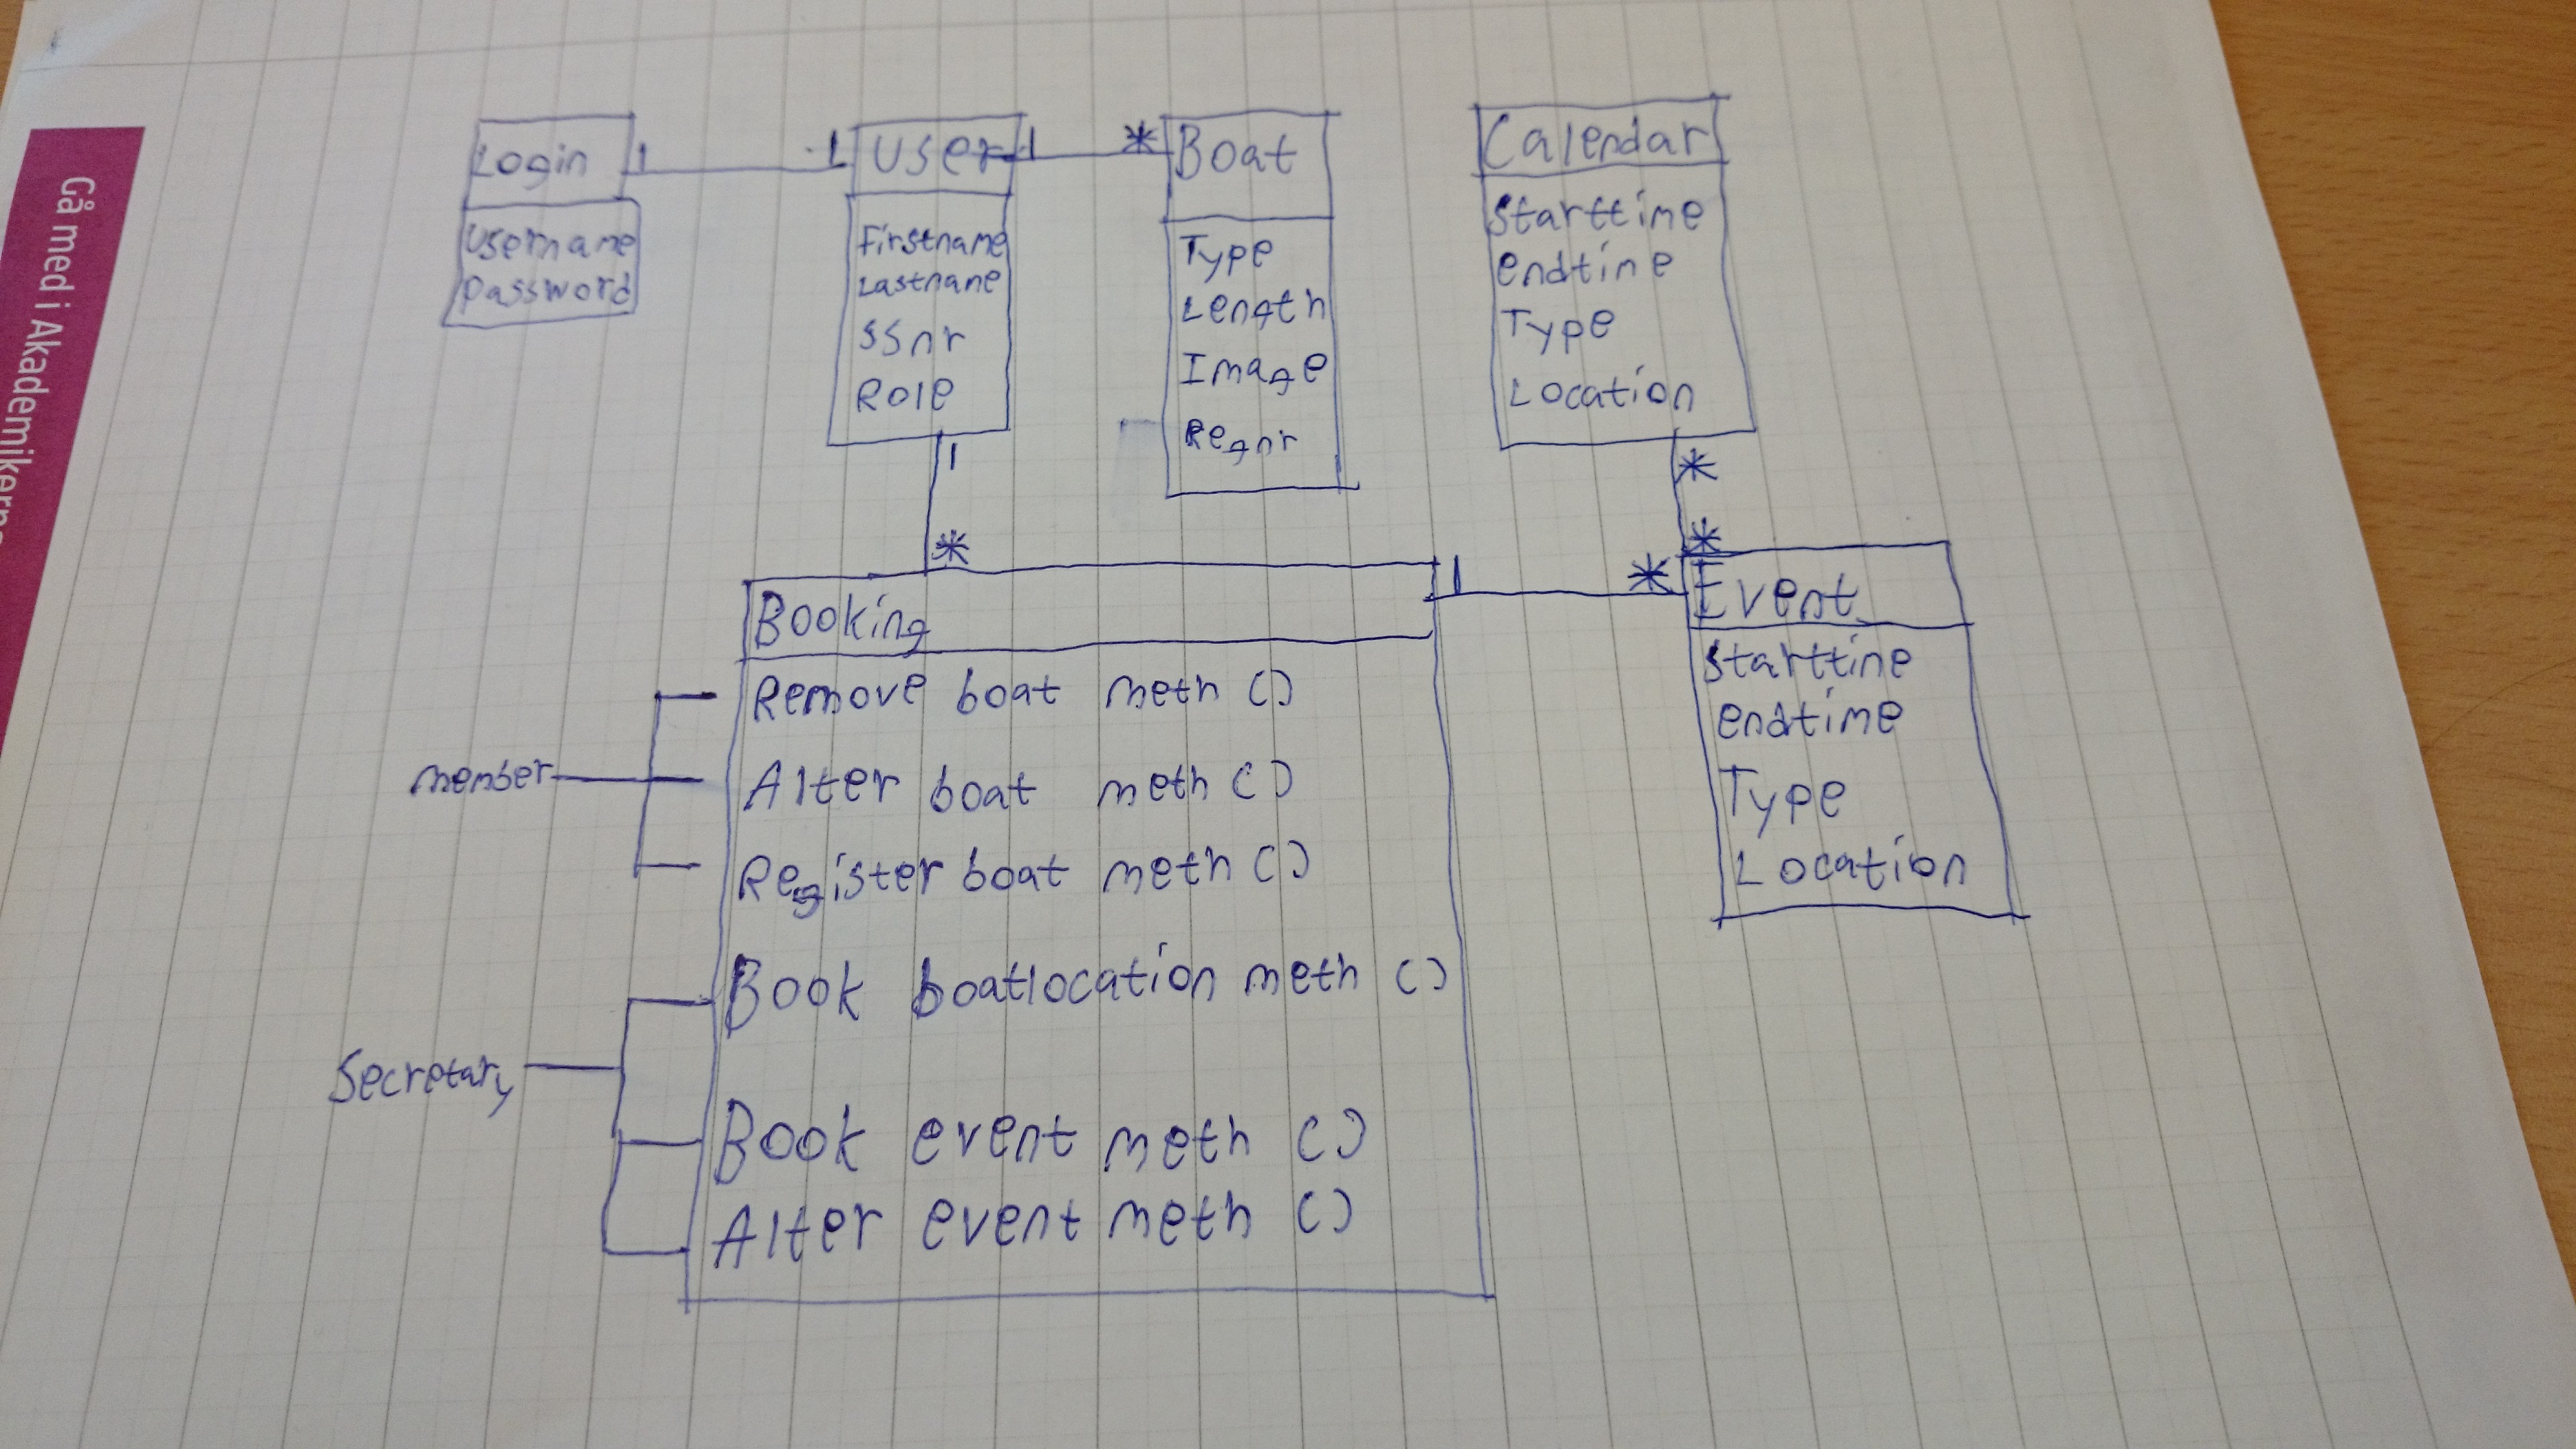 Gå med i Akademikerna
Login
Username
Password
1
1
User
Firstname
Lastname
SSnr
Role
1
*
Boat
Type
Length
Image
Regnr
Calendar
Starttime
endtime
Type
Location
*
*
1
*
Booking
Remove boat meth ()
Alter boat meth ()
Register boat meth ()
Book boatlocation meth ()
Book event meth ()
Alter event meth ()
member
Secretary
1
*
Event
Starttime
endtime
Type
Location